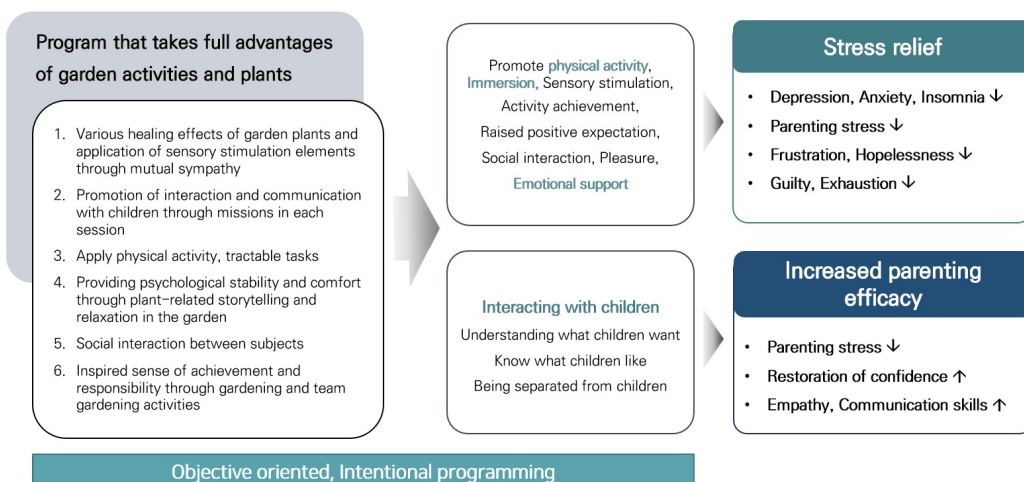 Program that takes full advantages
of garden activities and plants
1. Various healing effects of garden plants and
application of sensory stimulation elements
through mutual sympathy
2. Promotion of interaction and communication
with children through missions in each
session
3. Apply physical activity, tractable tasks
4. Providing psychological stability and comfort
through plant-related storytelling and
relaxation in the garden
5. Social interaction between subjects
6. Inspired sense of achievement and
responsibility through gardening and team
gardening activities
Promote physical activity,
Immersion, Sensory stimulation,
Activity achievement,
Raised positive expectation,
Social interaction, Pleasure,
Emotional support
Interacting with children
Understanding what children want
Know what children like
Being separated from children
Stress relief
• Depression, Anxiety, Insomnia ↓
• Parenting stress ↓
• Frustration, Hopelessness ↓
• Guilty, Exhaustion ↓
Increased parenting
efficacy
• Parenting stress ↓
• Restoration of confidence ↑
• Empathy, Communication skills ↑
Objective oriented, Intentional programming